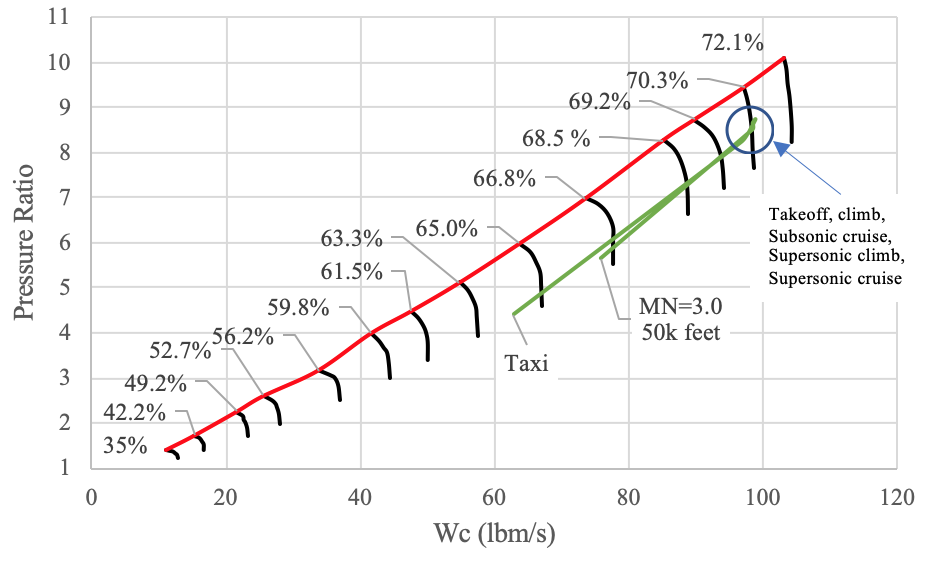 11
10
9
8
7
6
5
4
3
2
1
Pressure Ratio
72.1%
70.3%
69.2%
68.5 %
66.8%
65.0%
63.3%
61.5%
59.8%
56.2%
52.7%
49.2%
42.2%
35%
Takeoff, climb,
Subsonic cruise,
Supersonic climb,
Supersonic cruise
MN=3.0
50k feet
Taxi
0 20 40 60 80 100 120
Wc (lbm/s)